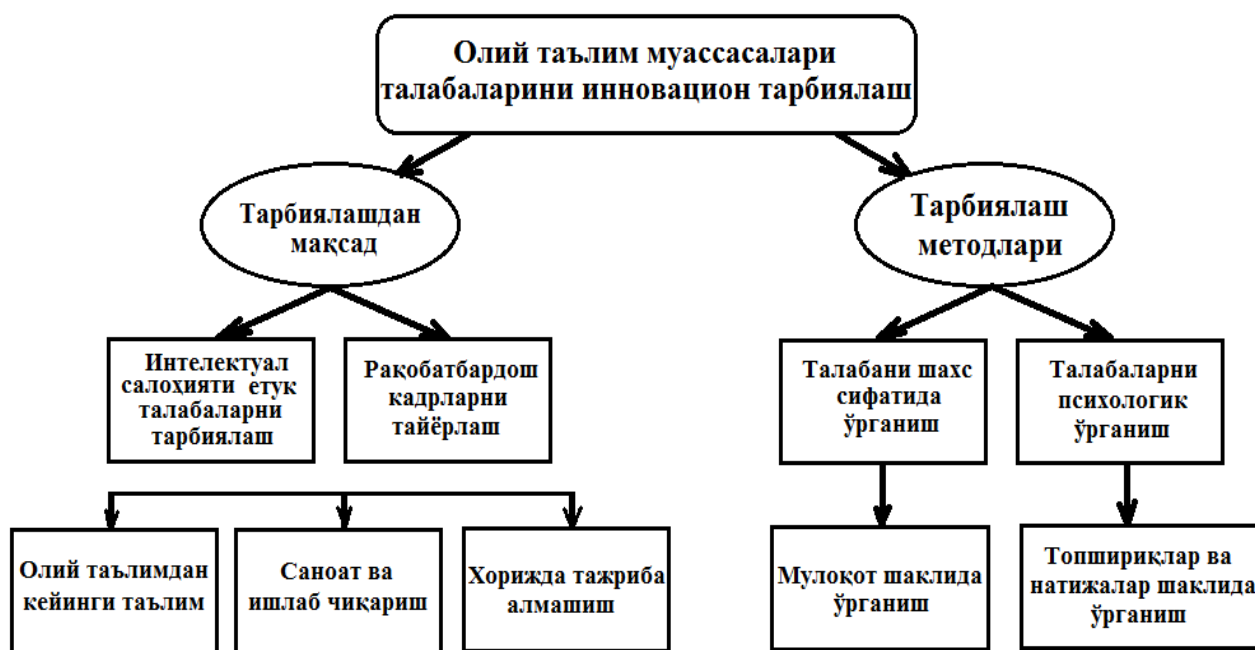 Олий таълим муассасалари
талабаларини инновацион тарбиялаш
Тарбиялашдан
мақсад
Тарбиялаш
методлари
Интелектуал
салоҳияти етук
талабаларни
тарбиялаш
Рақобатбардош
кадрларни
тайёрлаш
Талабани шахс
сифатида
ўрганиш
Талабаларни
психологик
ўрганиш
Олий таълимдан
кейинги таълим
Саноат ва
ишлаб чиқариш
Хорижда тажриба
алмашиш
Мулоқот шаклида
ўрганиш
Топшириқлар ва
натижалар шаклида
ўрганиш